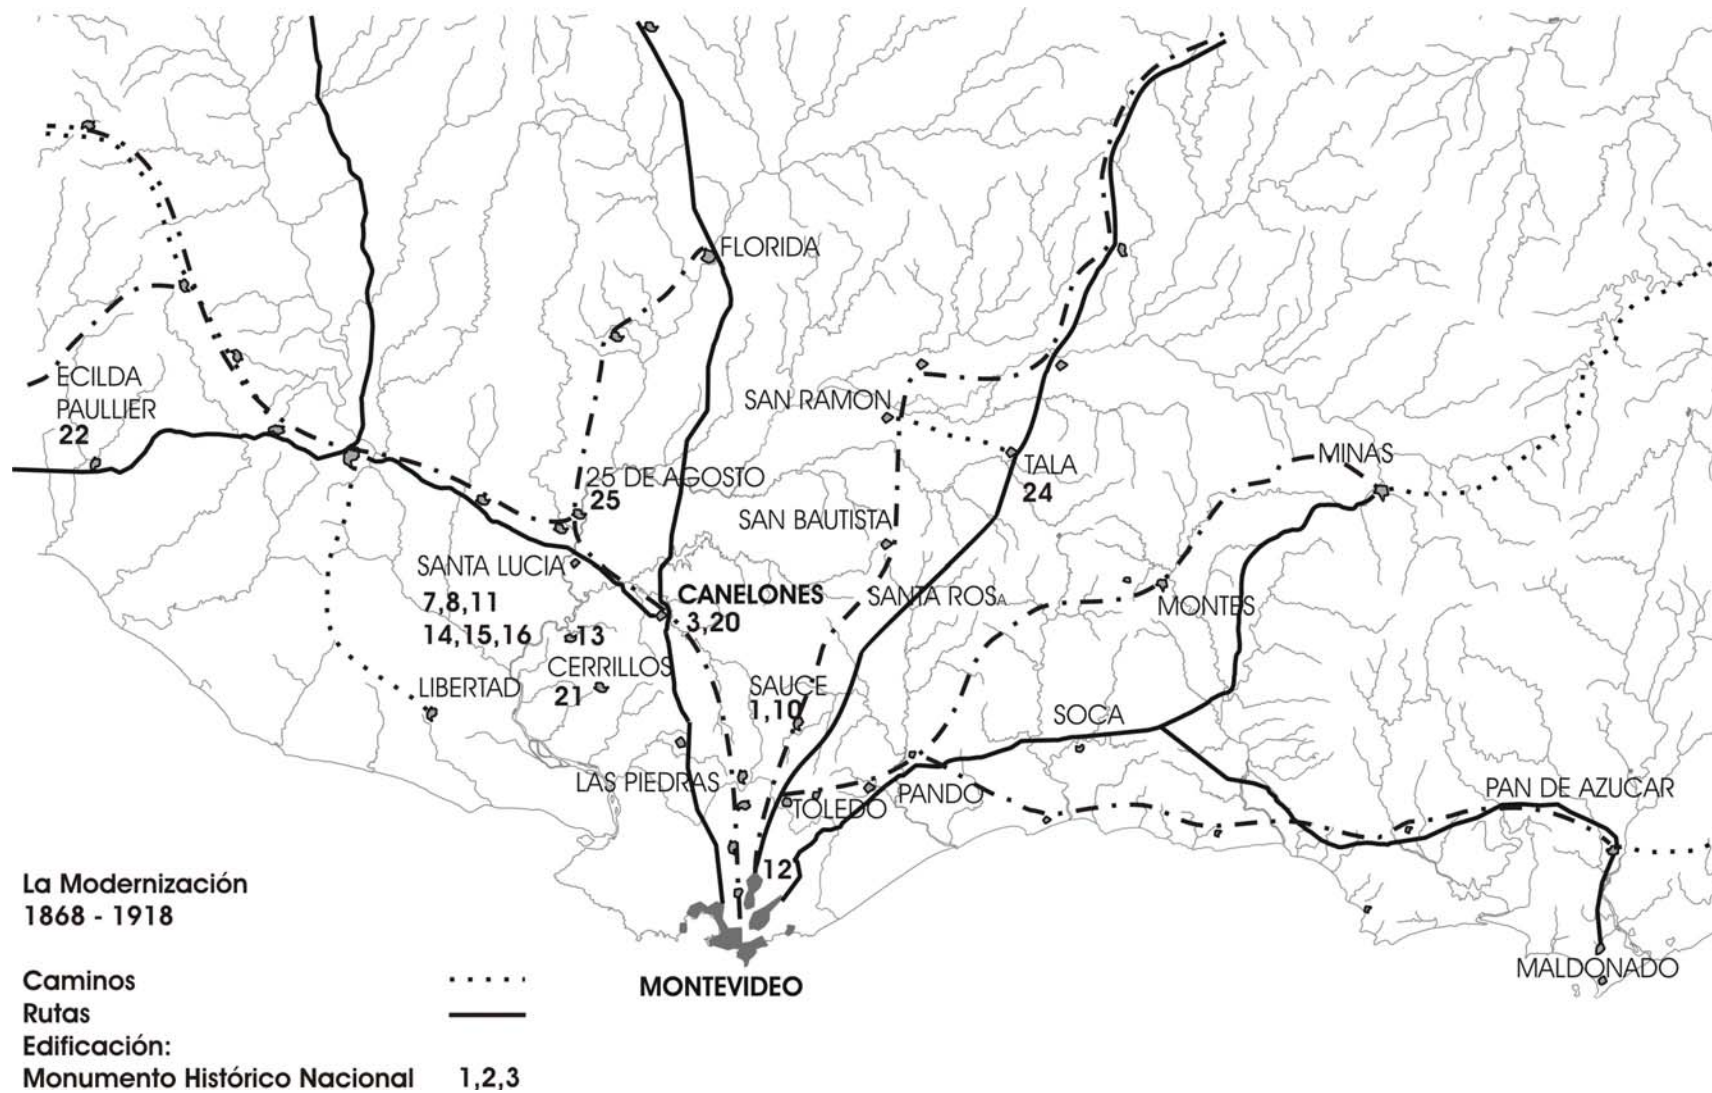 FLORIDA
ECILDA
PAULLIER
22
SAN RAMON
25 DE AGOSTO
25
TALA
24
MINAS
SAN BAUTISTA
SANTA LUCIA
7,8,11
14,15,16
13
CANELONES
3,20
SANTA ROSA
MONTES
CERRILLOS
21
LIBERTAD
SAUCE
1,10
SOCA
LAS PIEDRAS
TOLEDO
PANDO
PAN DE AZUCAR
12
MALDONADO
MONTEVIDEO
La Modernización
1868 - 1918
Caminos
Rutas
Edificación:
Monumento Histórico Nacional 1,2,3